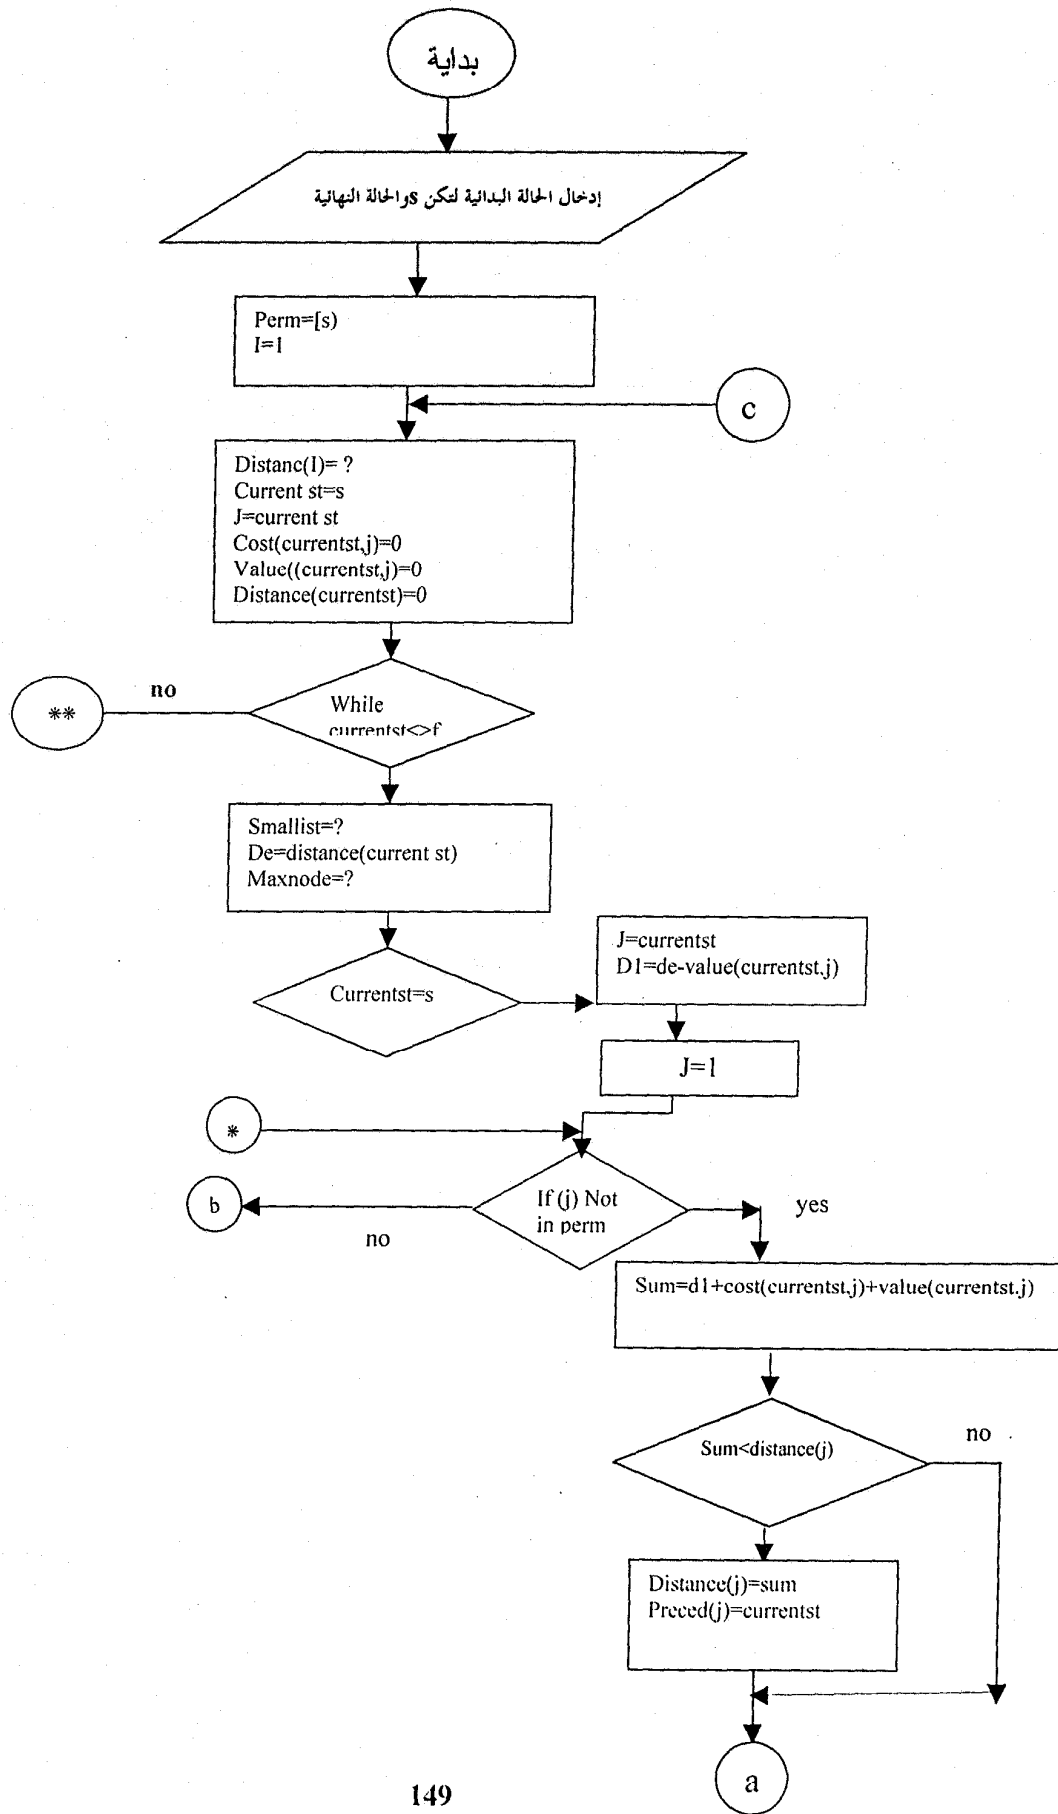 بداية
إدخال الحالة البدائية لتكن s والحالة النهائية
Perm=[s)
I=1
c
Distanc(I)= ?
Current st=s
J=current st
Cost(currentst,j)=0
Value((currentst,j)=0
Distance(currentst)=0
no
**
While
currentst<>f
Smallist=?
De=distance(current st)
Maxnode=?
J=currentst
D1=de-value(currentst,j)
Currentst=s
J=1
*
b
If (j) Not
in perm
yes
no
Sum=d1+cost(currentst,j)+value(currentst,j)
Sum<distance(j)
no
Distance(j)=sum
Preced(j)=currentst
a
149